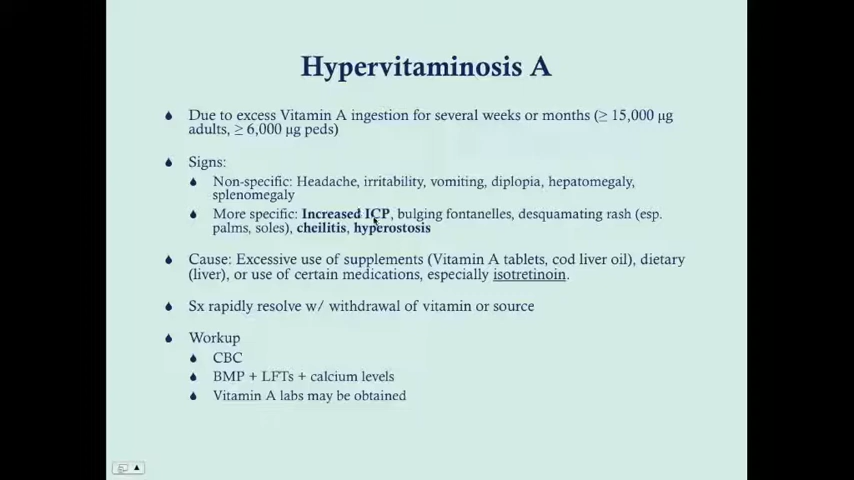 Hypervitaminosis A
Due to excess Vitamin A ingestion for several weeks or months (≥ 15,000 µg
adults, ≥ 6,000 µg peds)
Signs:
Non-specific: Headache, irritability, vomiting, diplopia, hepatomegaly,
splenomegaly
More specific: Increased ICP, bulging fontanelles, desquamating rash (esp.
palms, soles), cheilitis, hyperostosis
Cause: Excessive use of supplements (Vitamin A tablets, cod liver oil), dietary
(liver), or use of certain medications, especially isotretinoin.
Sx rapidly resolve w/ withdrawal of vitamin or source
Workup
CBC
BMP + LFTs + calcium levels
Vitamin A labs may be obtained